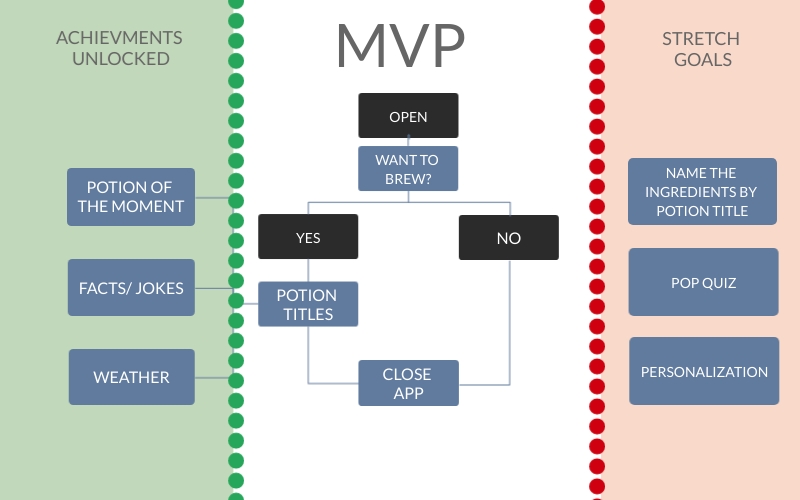 ACHIEVMENTS
UNLOCKED
POTION OF
THE MOMENT
FACTS/ JOKES
WEATHER
MVP
OPEN
WANT TO
BREW?
YES
NO
POTION
TITLES
CLOSE
APP
STRETCH
GOALS
NAME THE
INGREDIENTS BY
POTION TITLE
POP QUIZ
PERSONALIZATION